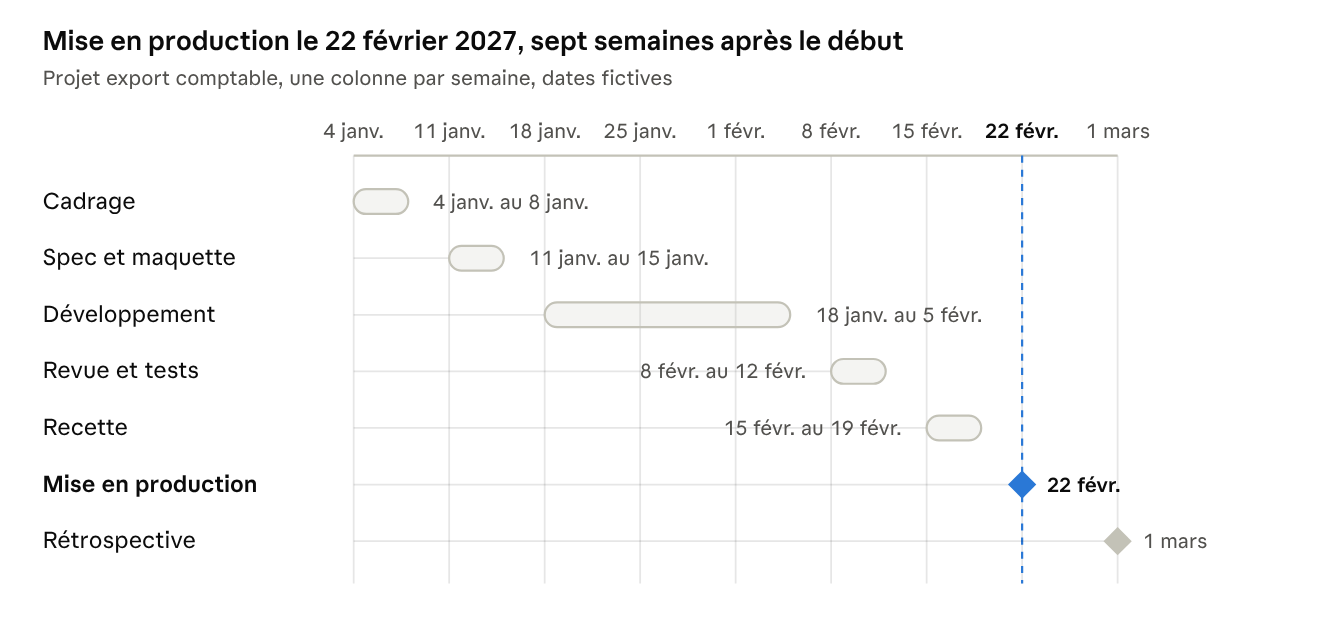 Mise en production le 22 février 2027, sept semaines après le début
Projet export comptable, une colonne par semaine, dates fictives
4 janv. 11 janv. 18 janv. 25 janv. 1 févr. 8 févr. 15 févr. 22 févr. 1 mars
Cadrage 4 janv. au 8 janv.
Spec et maquette 11 janv. au 15 janv.
Développement 18 janv. au 5 févr.
Revue et tests 8 févr. au 12 févr.
Recette 15 févr. au 19 févr.
Mise en production 22 févr.
Rétrospective 1 mars